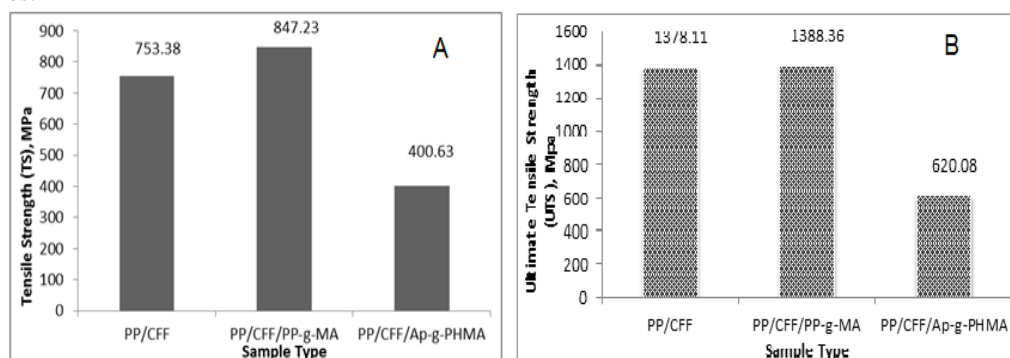 A
Tensile Strength (TS), MPa
900
800
700
600
500
400
300
200
100
0
753.38
847.23
400.63
PP/CFF
PP/CFF/PP-g-MA
PP/CFF/Ap-g-PHMA
Sample Type
B
Ultimate Tensile Strength
(UTS), Mpa
1600
1400
1200
1000
800
600
400
200
0
1378.11
1388.36
620.08
PP/CFF
PP/CFF/PP-g-MA
PP/CFF/Ap-g-PHMA
Sample Type